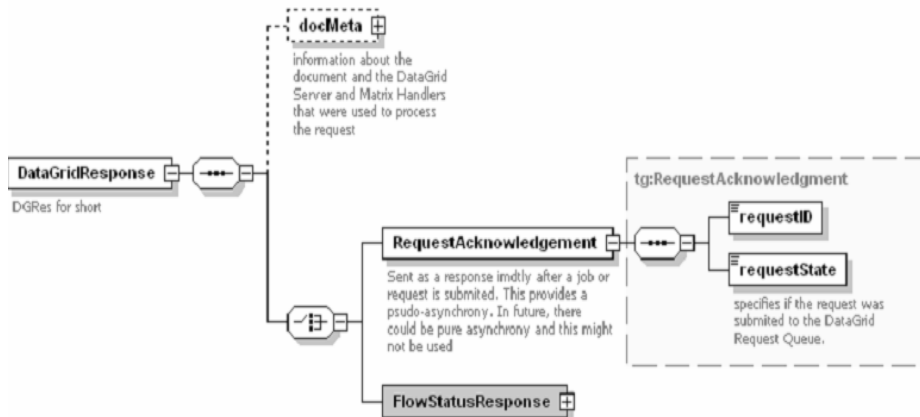 docMeta
information about the
document and the DataGrid
Server and Matrix Handlers
that were used to process
the request
DataGridResponse
DGRes for short
tg:RequestAcknowledgment
requestID
RequestAcknowledgement
requestState
Sent as a response imdtly after a job or
request is submited. This provides a
psudo-asynchrony. In future, there
could be pure asynchrony and this might
not be used
specifies if the request was
submited to the DataGrid
Request Queue.
FlowStatusResponse